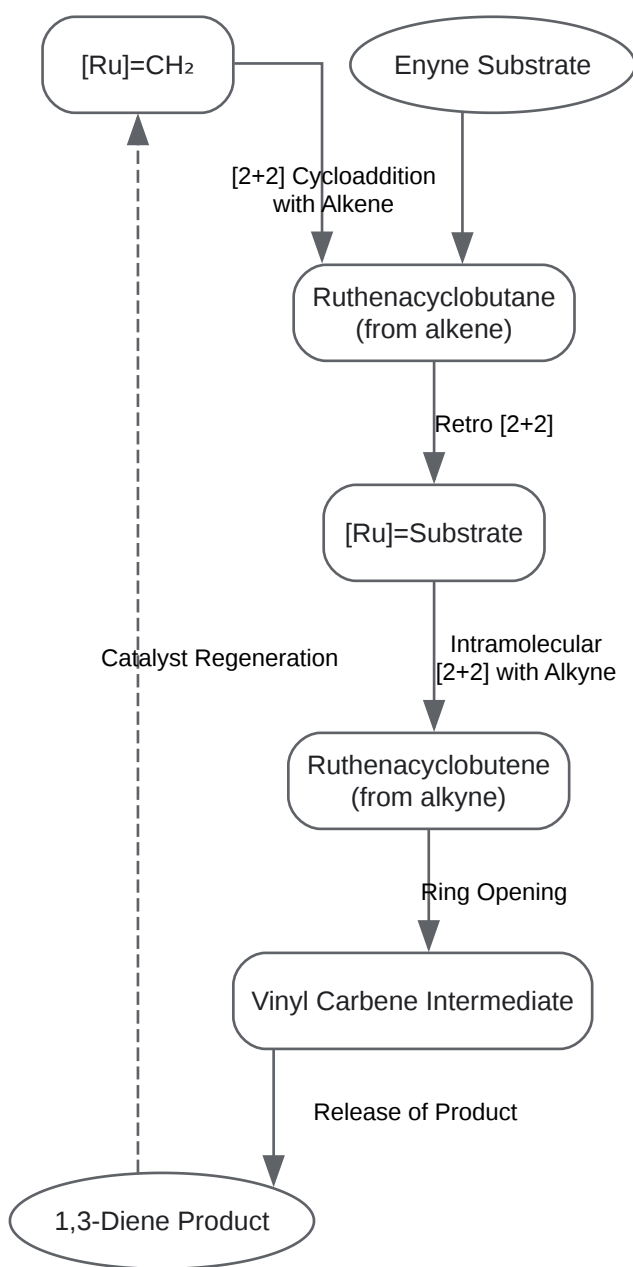 [Ru]=CH₂
Enyne Substrate
[2+2] Cycloaddition
with Alkene
Ruthenacyclobutane
(from alkene)
Retro [2+2]
[Ru]=Substrate
Intramolecular
[2+2] with Alkyne
Catalyst Regeneration
Ruthenacyclobutene
(from alkyne)
Ring Opening
Vinyl Carbene Intermediate
Release of Product
1,3-Diene Product